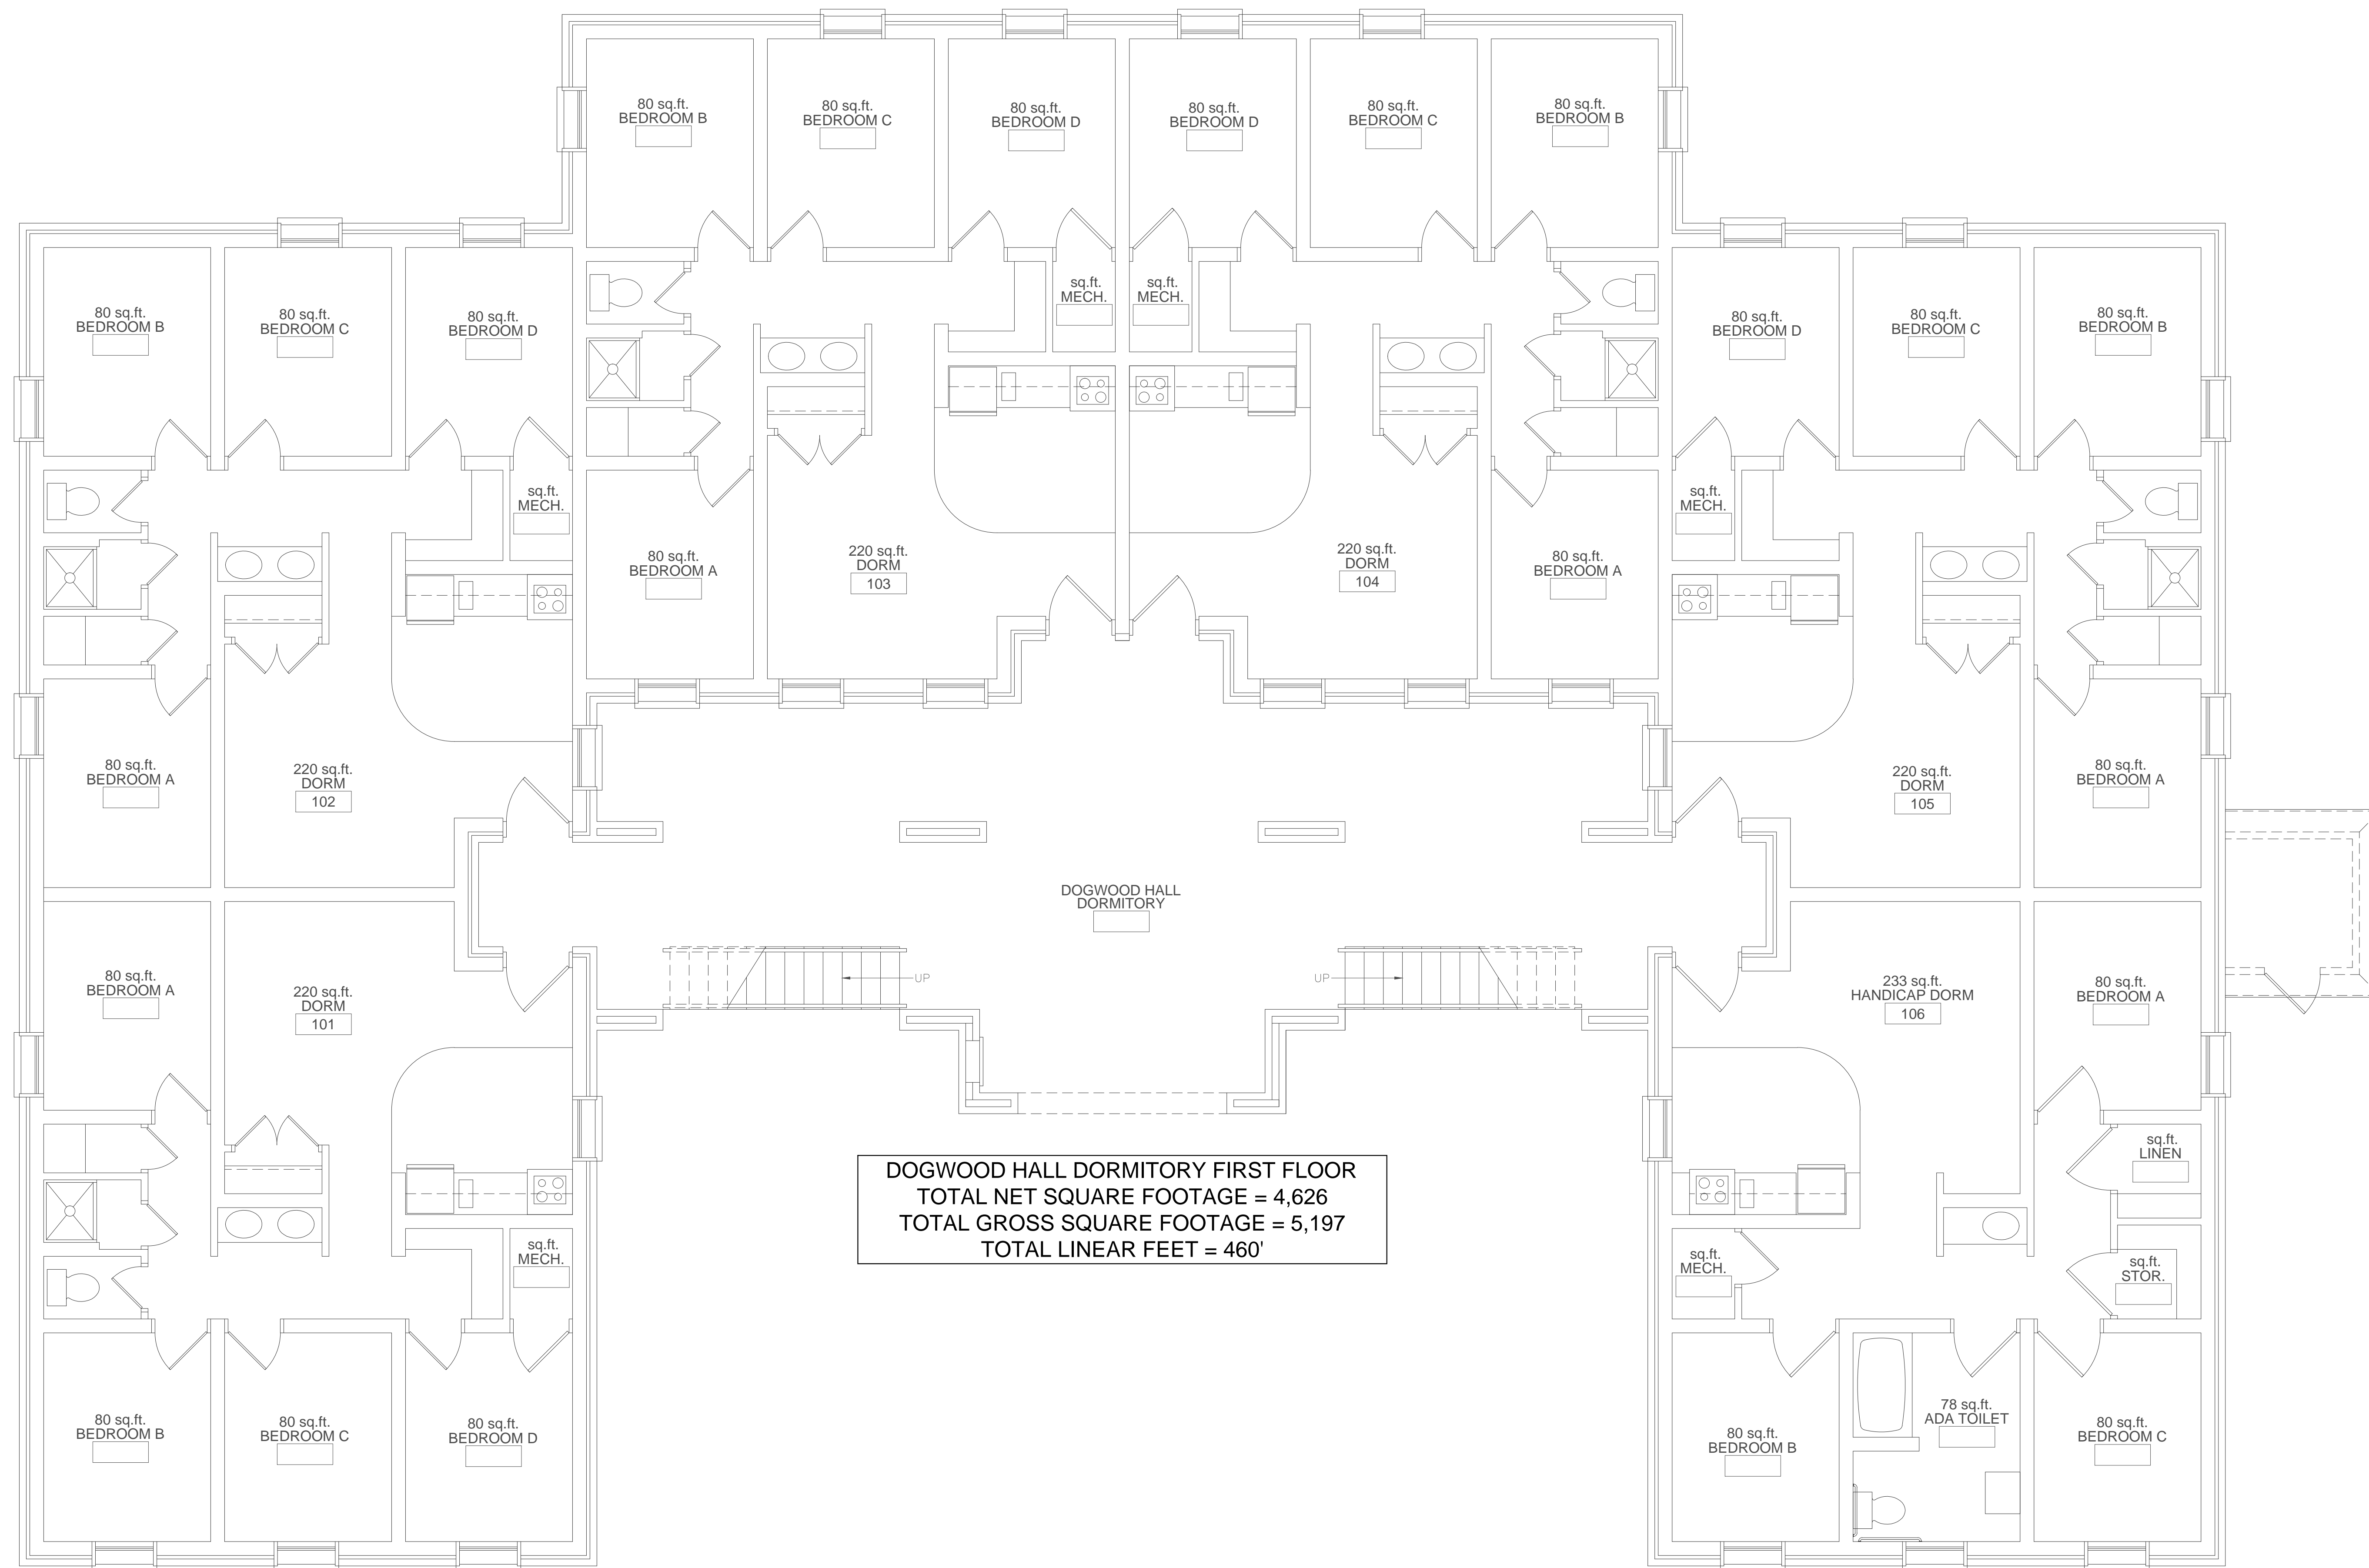 80 sq.ft.
BEDROOM B
80 sq.ft.
BEDROOM C
80 sq.ft.
BEDROOM D
80 sq.ft.
BEDROOM D
80 sq.ft.
BEDROOM C
80 sq.ft.
BEDROOM B
sq.ft.
MECH.
sq.ft.
MECH.
80 sq.ft.
BEDROOM B
80 sq.ft.
BEDROOM C
80 sq.ft.
BEDROOM D
80 sq.ft.
BEDROOM D
80 sq.ft.
BEDROOM C
80 sq.ft.
BEDROOM B
sq.ft.
MECH.
sq.ft.
MECH.
80 sq.ft.
BEDROOM A
220 sq.ft.
DORM
103
220 sq.ft.
DORM
104
80 sq.ft.
BEDROOM A
80 sq.ft.
BEDROOM A
220 sq.ft.
DORM
102
220 sq.ft.
DORM
105
80 sq.ft.
BEDROOM A
DOGWOOD HALL
DORMITORY
80 sq.ft.
BEDROOM A
220 sq.ft.
DORM
101
UP
UP
233 sq.ft.
HANDICAP DORM
106
80 sq.ft.
BEDROOM A
sq.ft.
LINEN
DOGWOOD HALL DORMITORY FIRST FLOOR
TOTAL NET SQUARE FOOTAGE = 4,626
TOTAL GROSS SQUARE FOOTAGE = 5,197
TOTAL LINEAR FEET = 460'
sq.ft.
MECH.
sq.ft.
MECH.
sq.ft.
STOR.
80 sq.ft.
BEDROOM B
80 sq.ft.
BEDROOM C
80 sq.ft.
BEDROOM D
80 sq.ft.
BEDROOM B
78 sq.ft.
ADA TOILET
80 sq.ft.
BEDROOM C